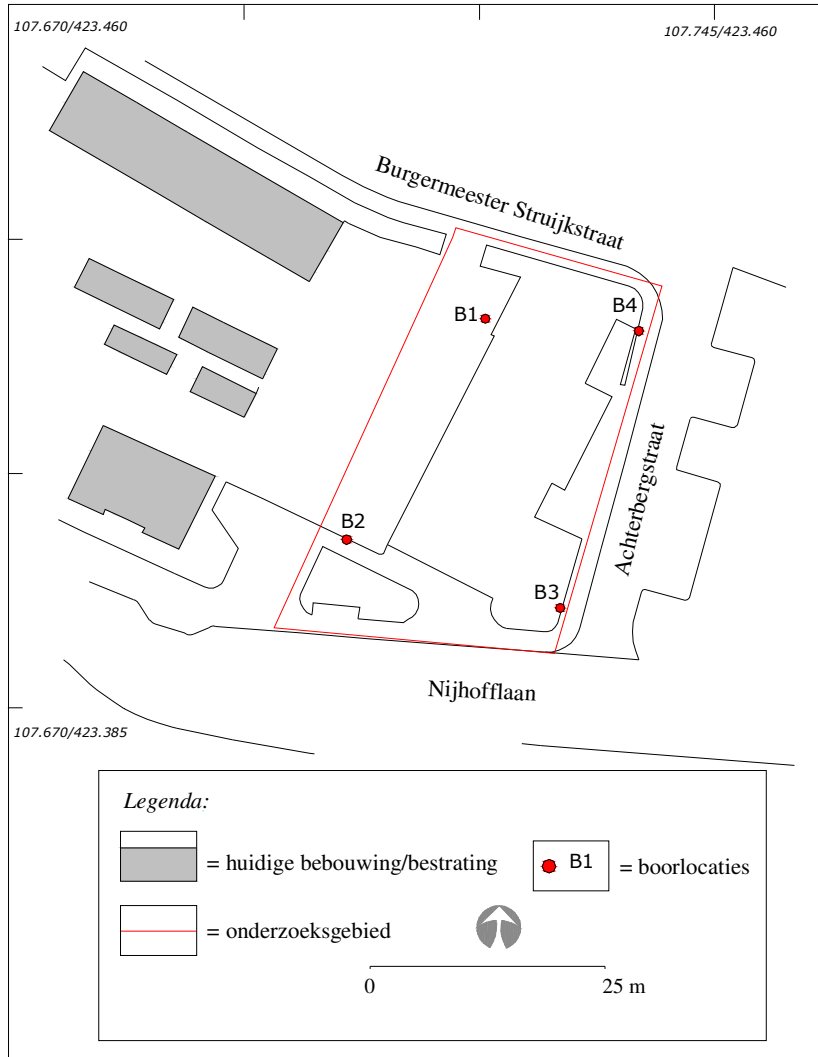 107.670/423.460
107.745/423.460
Burgermeester Struijkstraat
B1
B4
Achterbergstraat
B2
B3
Nijhofflaan
107.670/423.385
Legenda:
= huidige bebouwing/bestrating
B1
= boorlocaties
= onderzoeksgebied
0
25 m